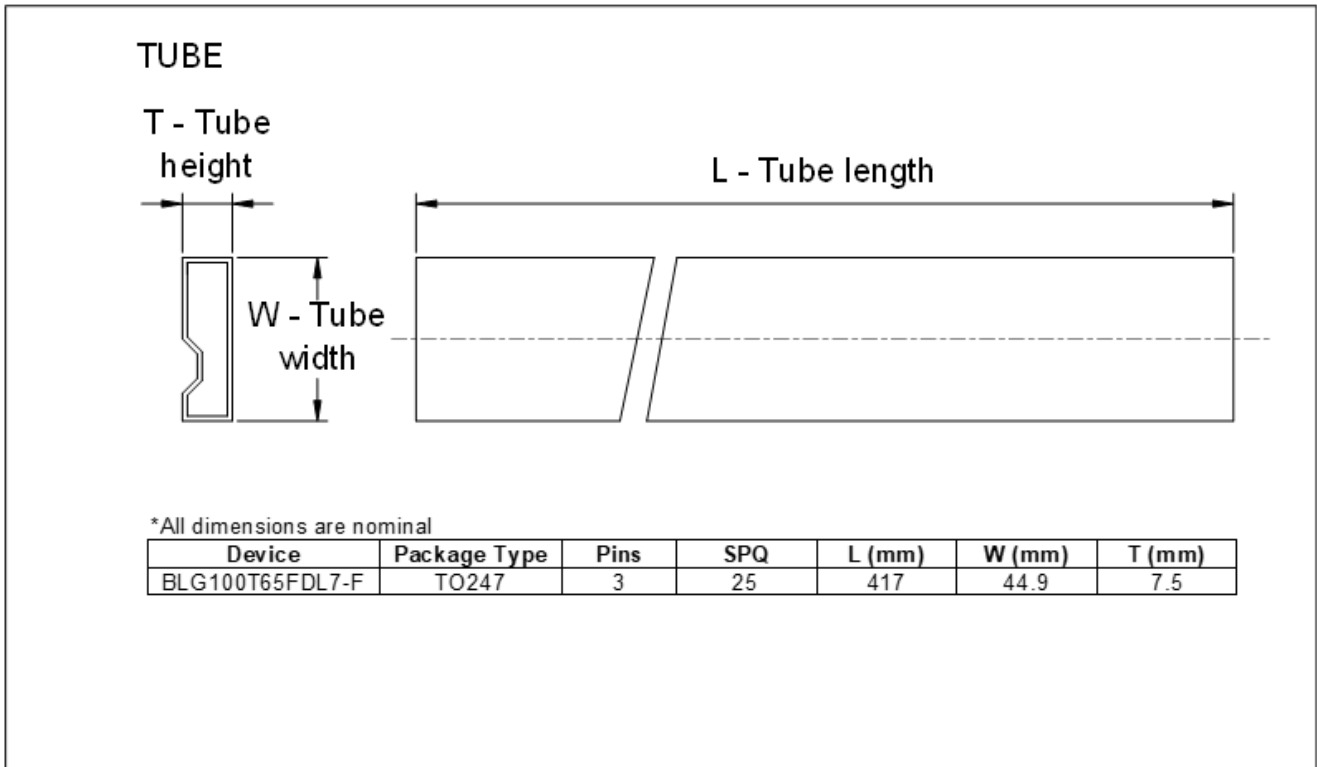 TUBE
T - Tube
height
L - Tube length
W - Tube
width
*All dimensions are nominal
Device Package Type Pins SPQ L (mm) W (mm) T (mm)
BLG100T65FDL7-F TO247 3 25 417 44.9 7.5